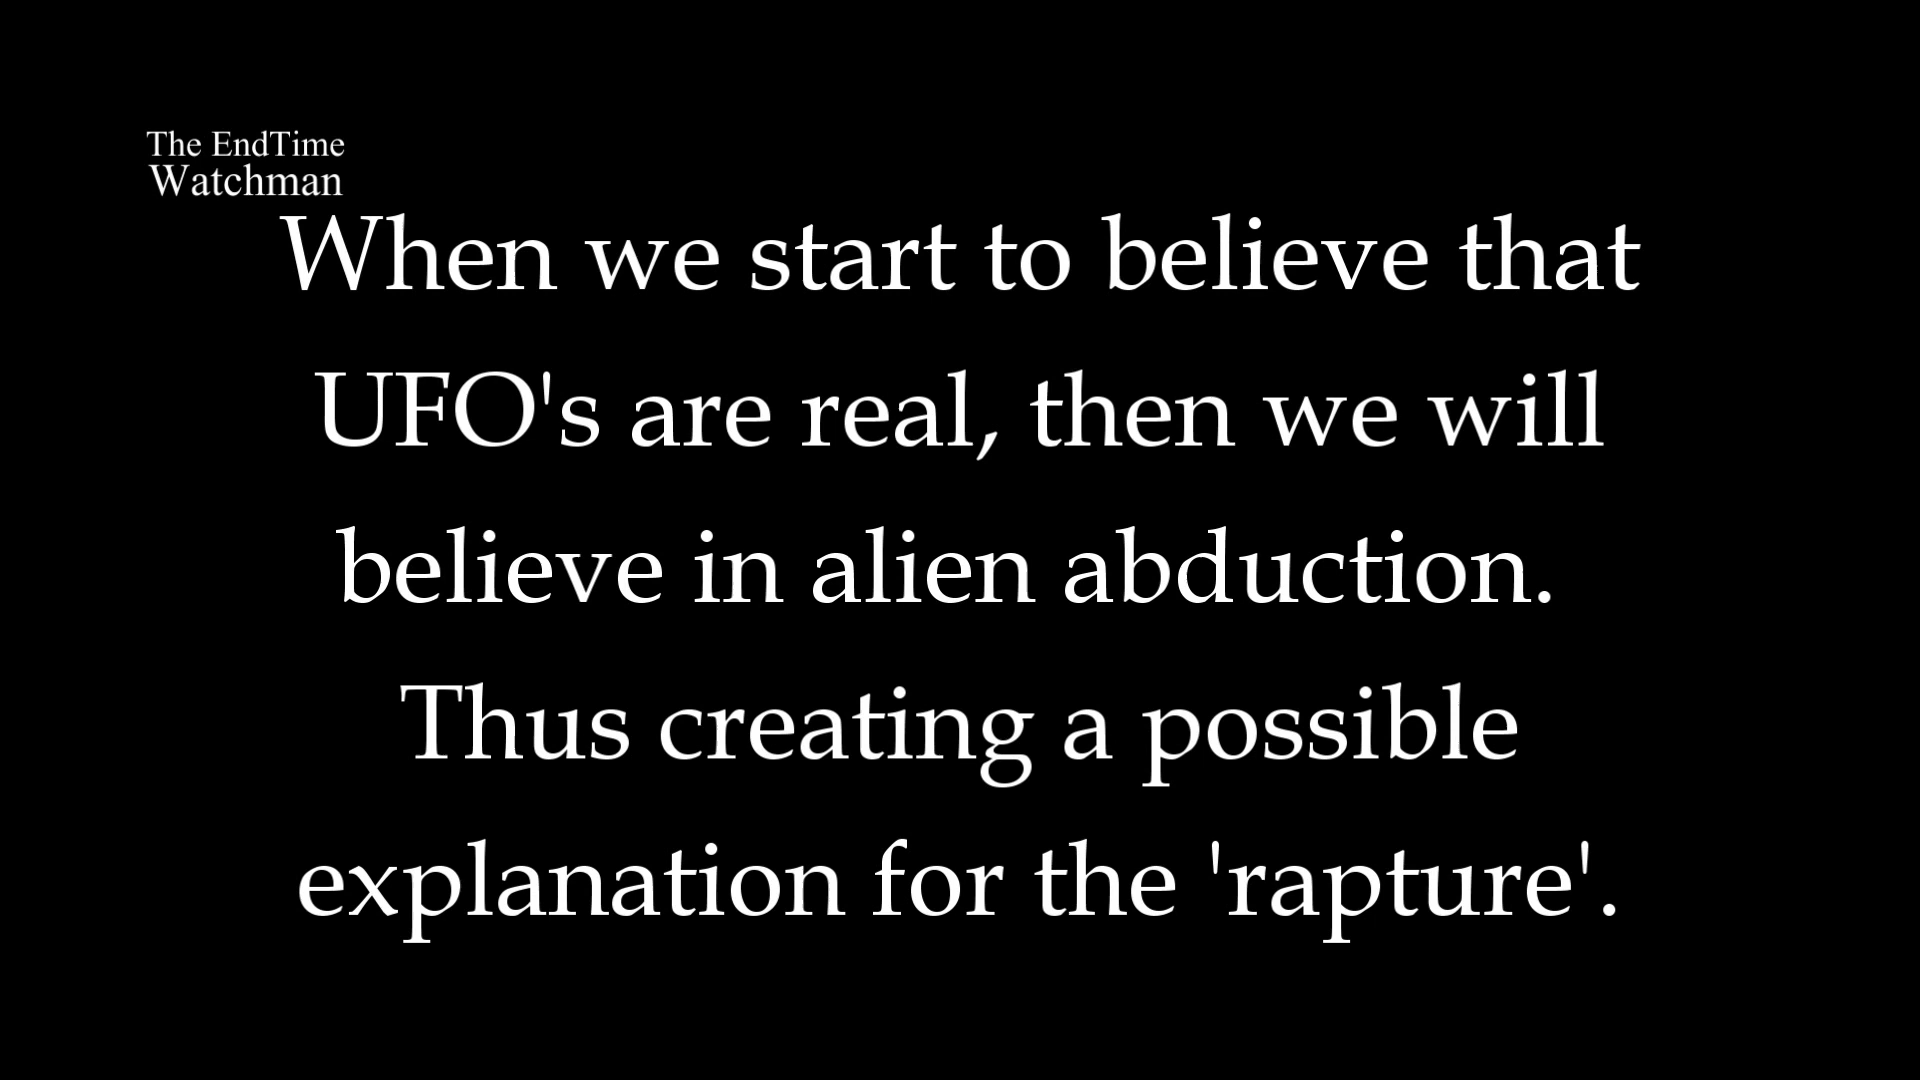 The EndTime
Watchman
When we start to believe that
UFO's are real, then we will
believe in alien abduction.
Thus creating a possible
explanation for the 'rapture'.